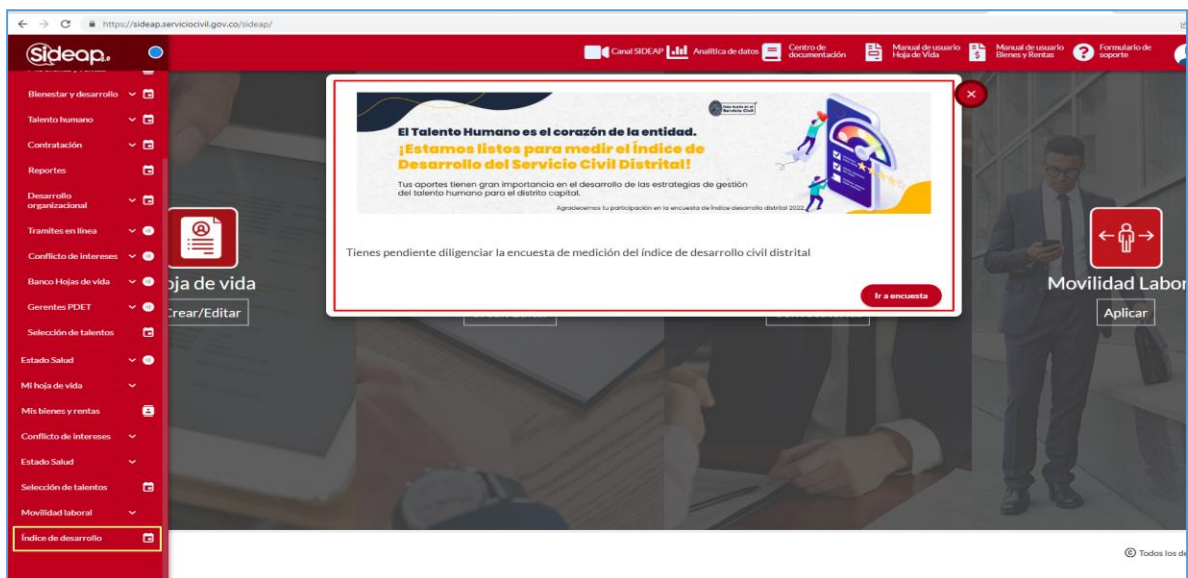 https://sideap.serviciocivil.gov.co/sideap/
Sideap.
Canal SIDEAP
Analítica de datos
Centro de
documentación
Manual de usuario
Hoja de Vida
Manual de usuario
Bienes y Rentas
Formulario de
soporte
Bienestar y desarrollo
Talento humano
Contratación
Reportes
Desarrollo
organizacional
Tramites en línea
Conflicto de intereses
Banco Hojas de vida
Gerentes PDET
Selección de talentos
Estado Salud
Mi hoja de vida
Mis bienes y rentas
Conflicto de intereses
Estado Salud
Selección de talentos
Movilidad laboral
Índice de desarrollo
El Talento Humano es el corazón de la entidad.
¡Estamos listos para medir el Índice de
Desarrollo del Servicio Civil Distrital!
Tus aportes tienen gran importancia en el desarrollo de las estrategias de gestión
del talento humano para el distrito capital.
Agradecemos tu participación en la encuesta de índice desarrollo distrital 2022
Tienes pendiente diligenciar la encuesta de medición del índice de desarrollo civil distrital
Ir a encuesta
oja de vida
Crear/Editar
Movilidad Labor
Aplicar
© Todos los de